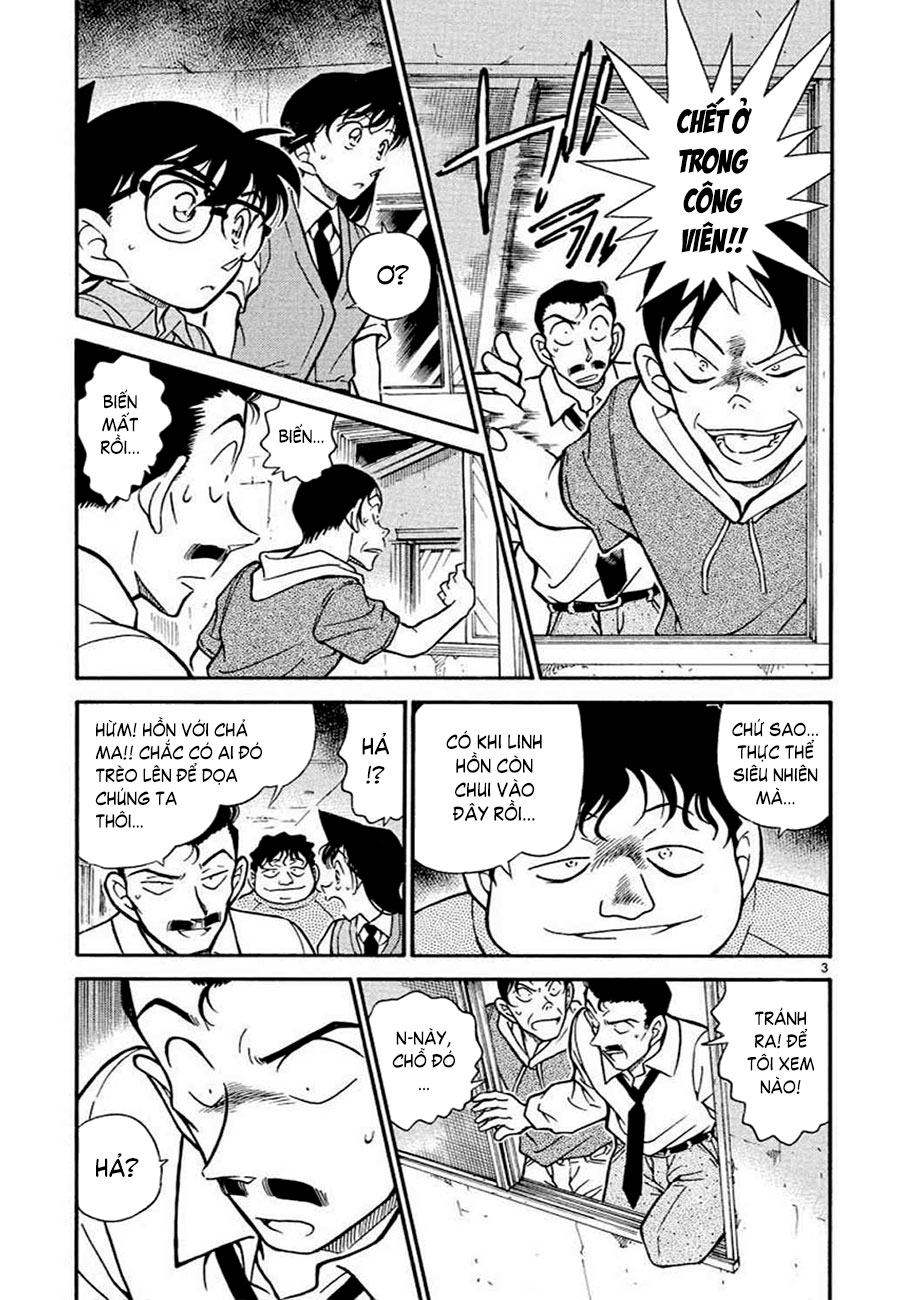 CHẾT Ở
TRONG
CÔNG
VIÊN!!
Ơ?
BIẾN...
BIẾN
MẤT
RỒI...
CHỨ SAO...
THỰC THỂ
SIÊU NHIÊN
MÀ...
CÓ KHI LINH
HỒN CÒN
CHUI VÀO
ĐÂY RỒI...
HẢ
!?
HỪM! HỒN VỚI CHẢ
MA!! CHẮC CÓ AI ĐÓ
TRÈO LÊN ĐỂ DỌA
CHÚNG TA
THÔI...
3
TRÁNH
RA! ĐỂ
TÔI XEM
NÀO!
N-NÀY,
CHỖ ĐÓ
...
HẢ?